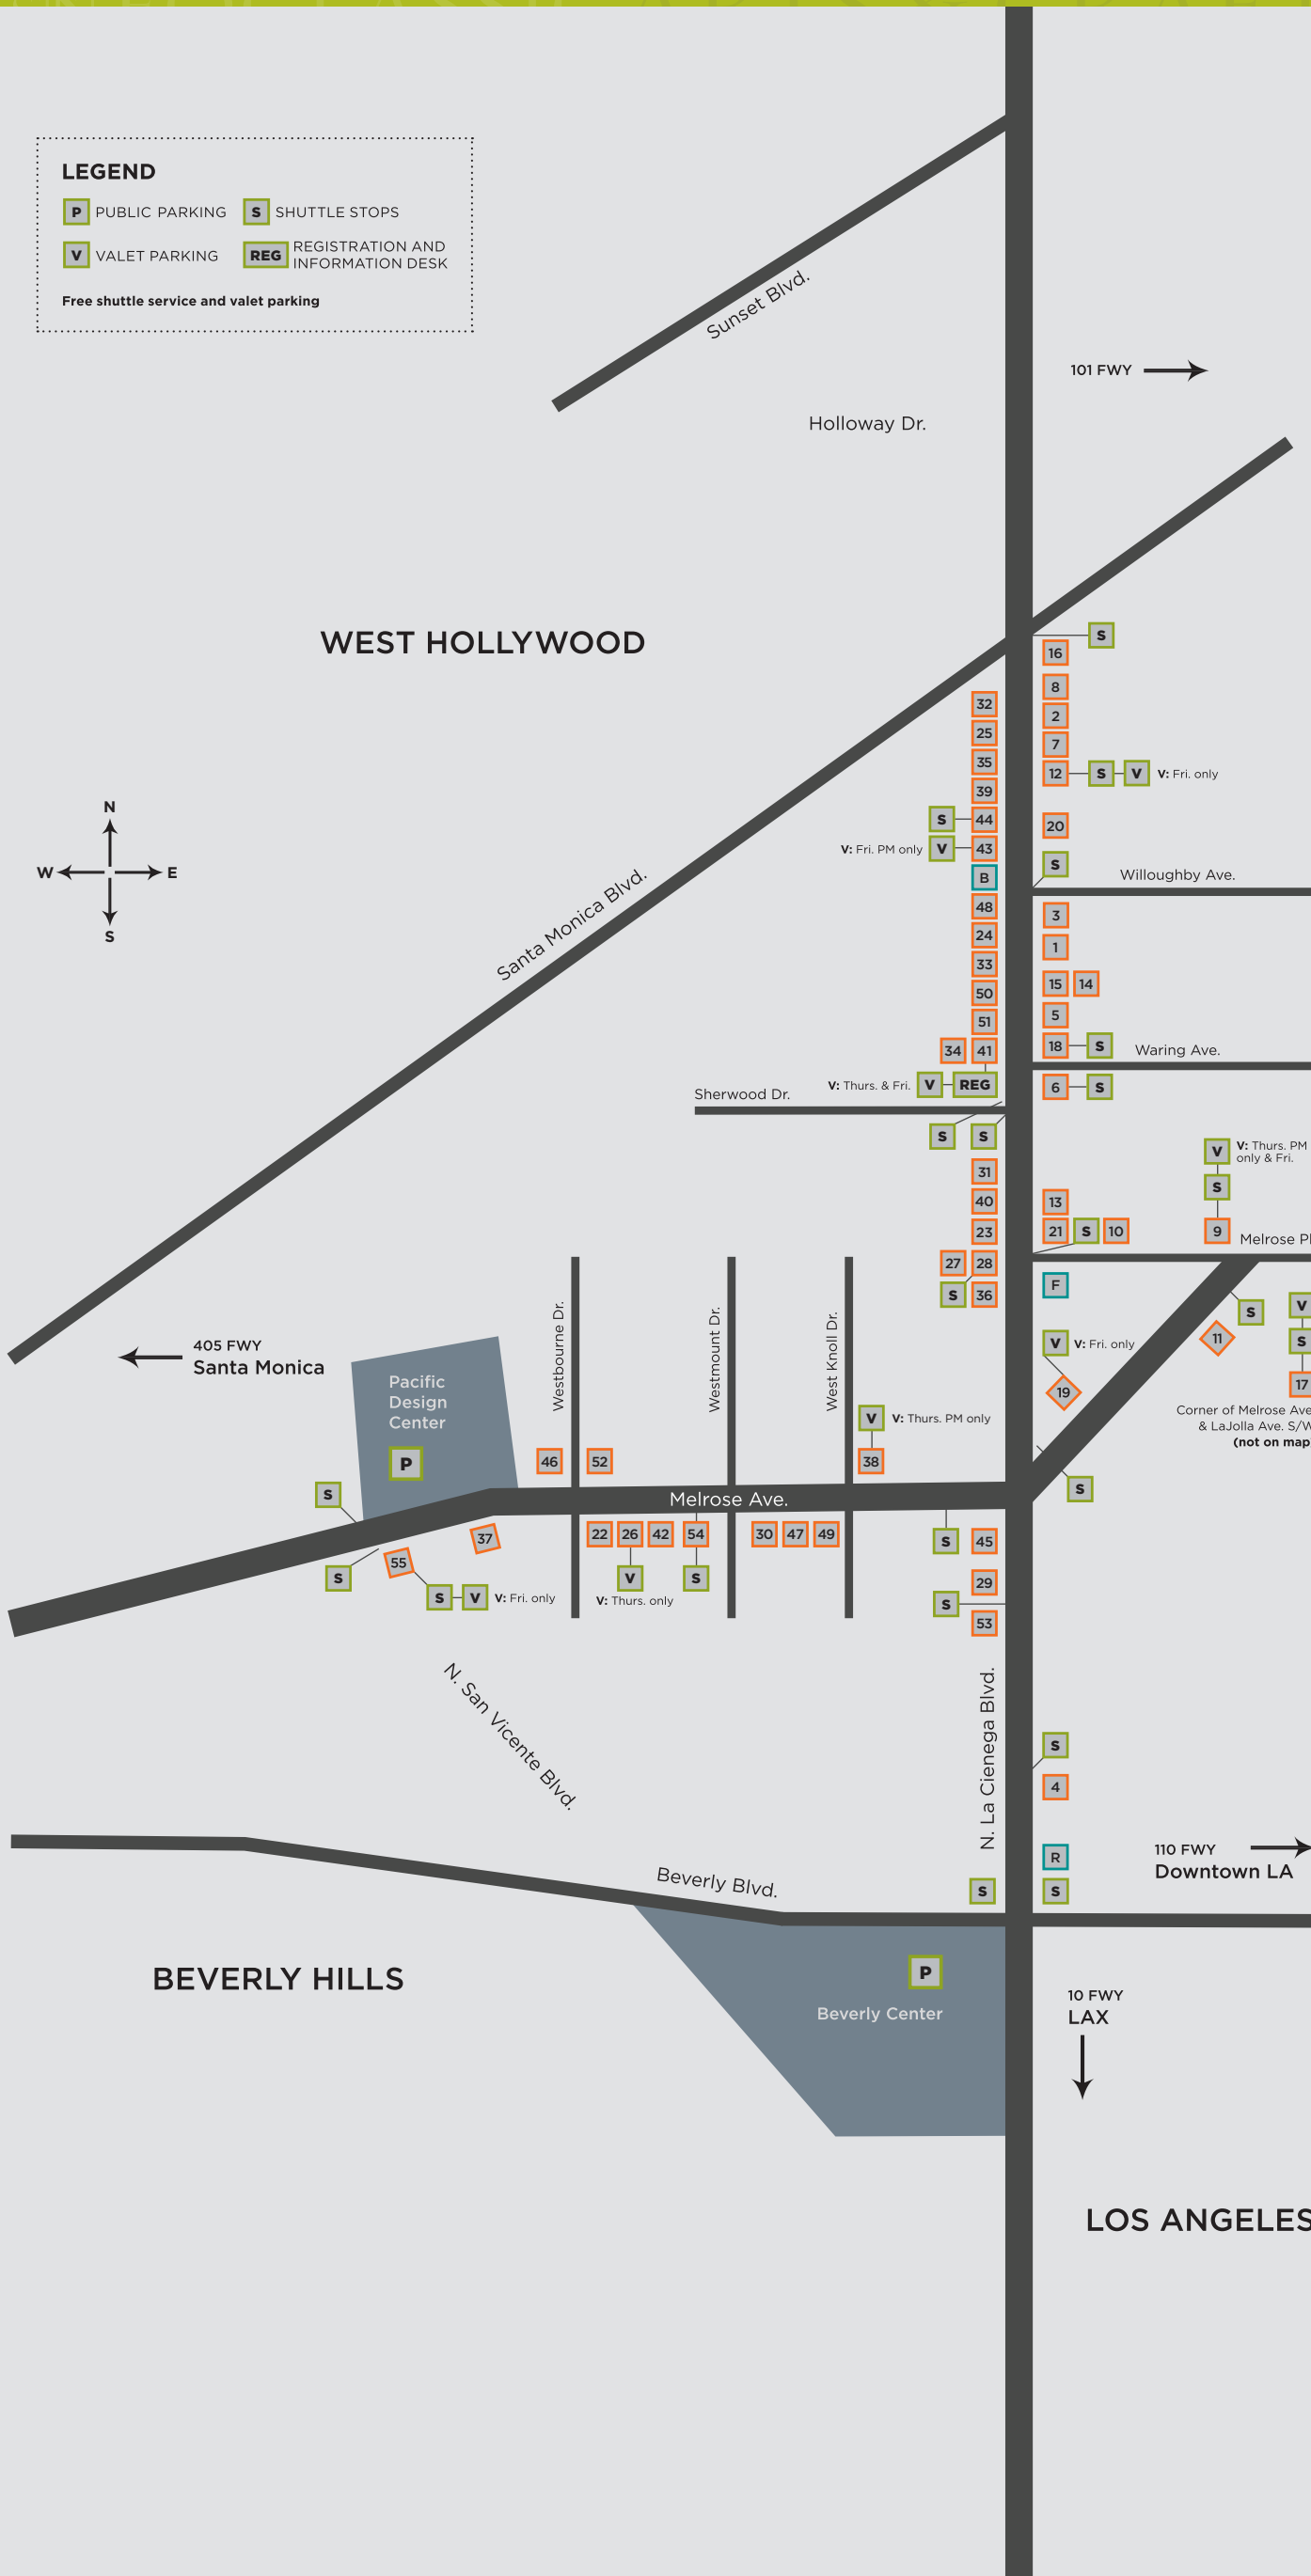 LEGEND
P PUBLIC PARKING S SHUTTLE STOPS
V VALET PARKING REG REGISTRATION AND
INFORMATION DESK
Free shuttle service and valet parking
Sunset Blvd.
101 FWY
Holloway Dr.
WEST HOLLYWOOD
S
16
8
32
2
25
7
35
12 S V V: Fri. only
39
N
S 44
20
V: Fri. PM only V 43
S
W E
B
Willoughby Ave.
Santa Monica Blvd.
48
3
24
S
1
33
15 14
50
5
51
34 41
18 S Waring Ave.
V: Thurs. & Fri. V REG
6 S
Sherwood Dr.
S S
V V: Thurs. PM
only & Fri.
31
S
40
13
23
21 S 10
9
Melrose Pl
27 28
F
S 36
V
S
S
11
V V: Fri. only
405 FWY
Santa Monica
Westbourne Dr.
Westmount Dr.
West Knoll Dr.
Pacific
Design
Center
17
19
Corner of Melrose Ave
& LaJolla Ave. S/W
(not on map
V V: Thurs. PM only
P
46 52
38
S
S
Melrose Ave.
37
22 26 42 54
30 47 49
S 45
55
S
V
S
29
S V V: Fri. only
V: Thurs. only
S
53
N. San Vicente Blvd.
N. La Cienega Blvd.
S
4
110 FWY
Downtown LA
R
Beverly Blvd.
S
S
BEVERLY HILLS
P
Beverly Center
10 FWY
LAX
LOS ANGELES